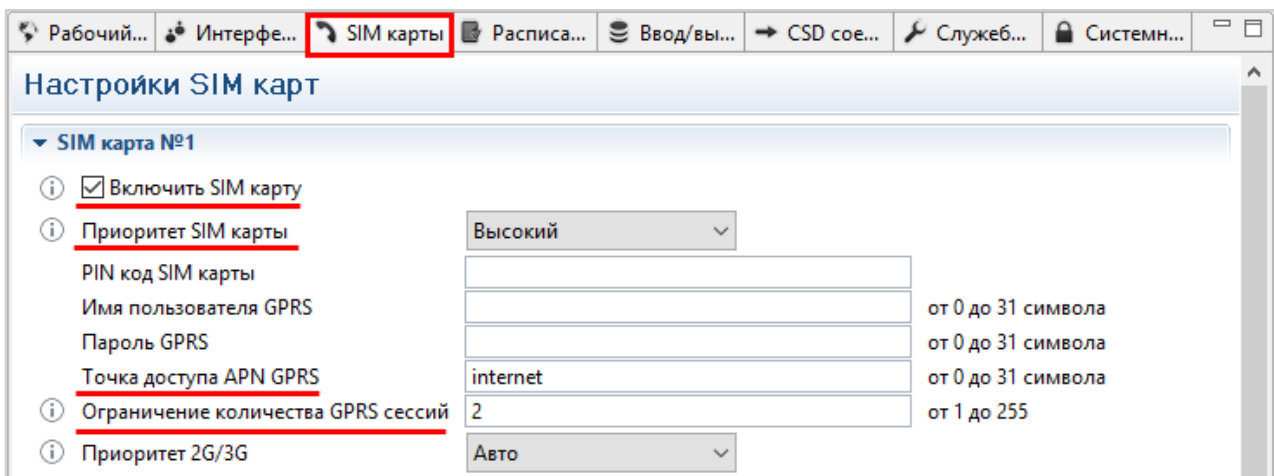 Рабочий... Интерфе... SIM карты Расписа... Ввод/вы... CSD сое... Служеб... Системн...
Настройки SIM карт
SIM карта №1
Включить SIM карту
Приоритет SIM карты Высокий
PIN код SIM карты
Имя пользователя GPRS от 0 до 31 символа
Пароль GPRS от 0 до 31 символа
Точка доступа APN GPRS internet от 0 до 31 символа
Ограничение количества GPRS сессий 2 от 1 до 255
Приоритет 2G/3G Авто